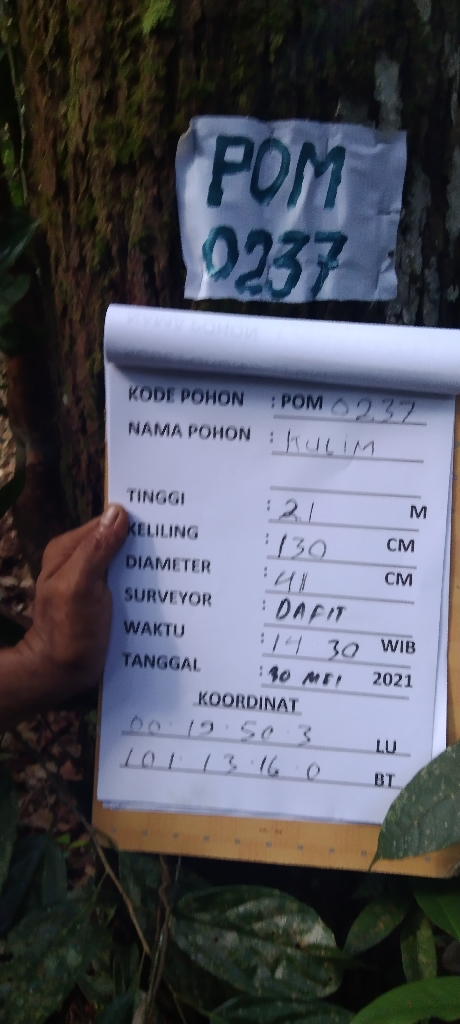 POM
0237
KODE POHON : POM 0237
NAMA POHON : KULIM
TINGGI : 21 M
KELILING : 130 CM
DIAMETER : 41 CM
SURVEYOR : DAFIT
WAKTU : 14 30 WIB
TANGGAL : 30 MEI 2021
KOORDINAT
00 . 19 . 50 . 3 LU
101 . 13 . 16 . 0 BT